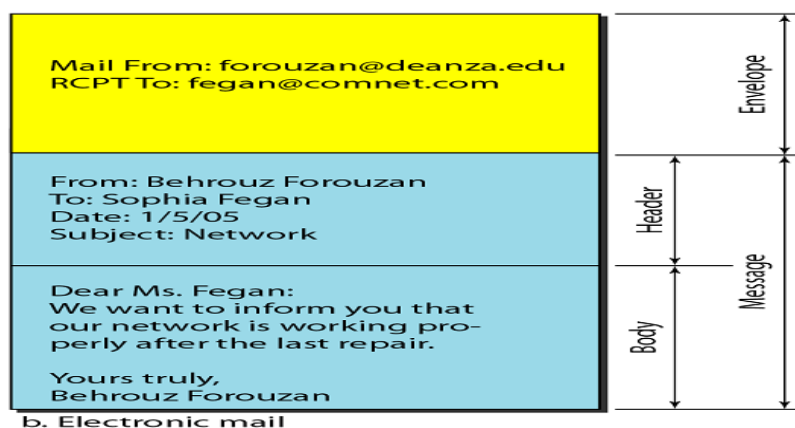 Mail From: forouzan@deanza.edu
RCPT To: fegan@comnet.com
Envelope
From: Behrouz Forouzan
To: Sophia Fegan
Date: 1/5/05
Subject: Network
Header
Dear Ms. Fegan:
We want to inform you that
our network is working pro-
perly after the last repair.
Yours truly,
Behrouz Forouzan
Body
Message
b. Electronic mail